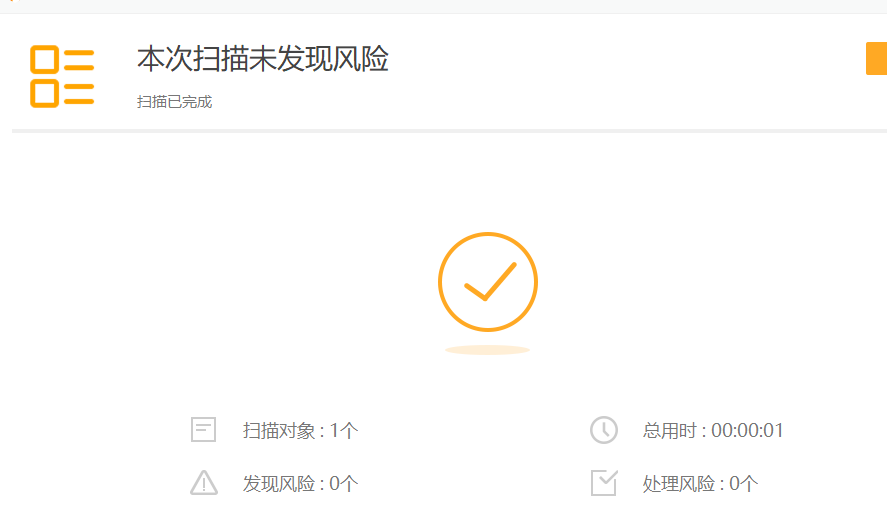 本次扫描未发现风险
扫描已完成
扫描对象 : 1个
总用时 : 00:00:01
发现风险 : 0个
处理风险 : 0个